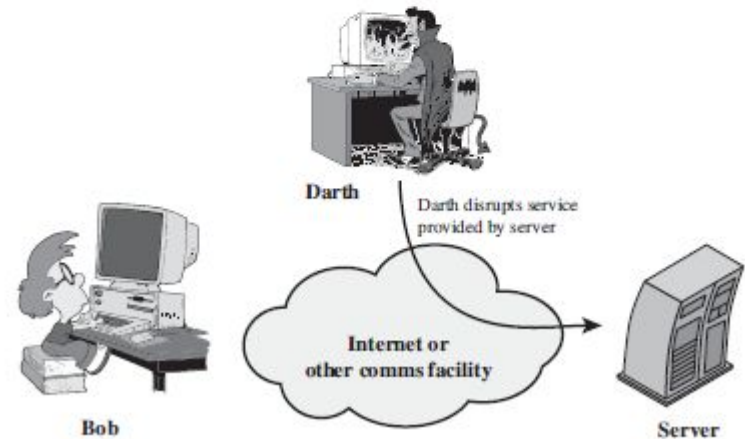 Darth
Darth disrupts service
provided by server
Internet or
other comms facility
Bob
Server